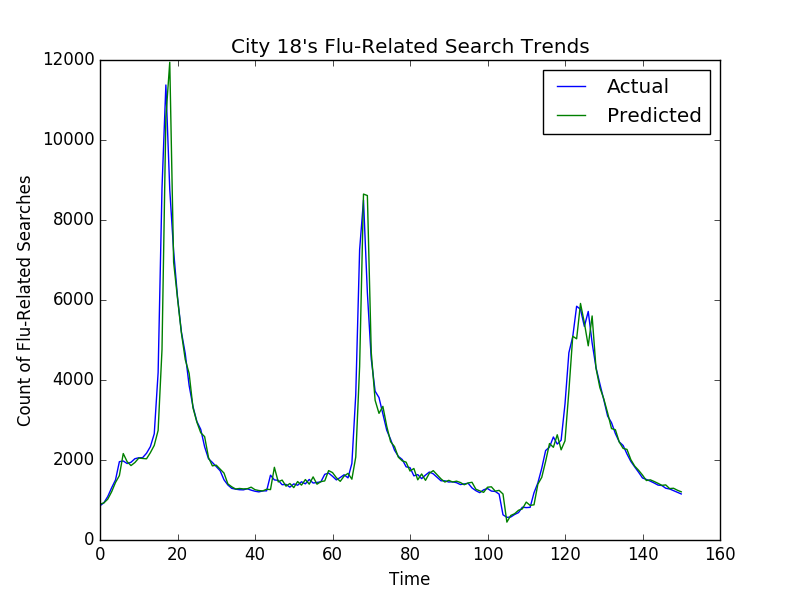 City 18's Flu-Related Search Trends
Actual
Predicted
Count of Flu-Related Searches
12000
10000
8000
6000
4000
2000
0
0 20 40 60 80 100 120 140 160
Time